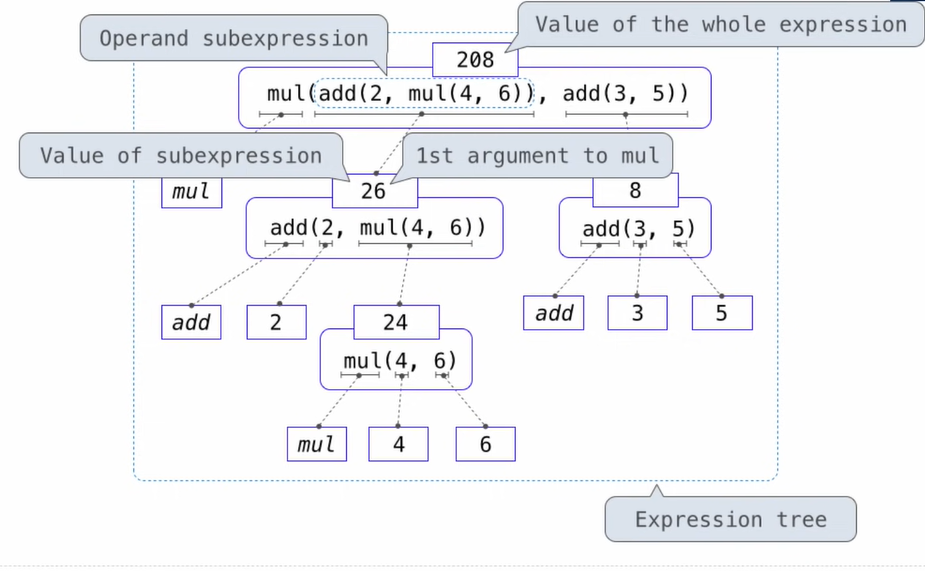 Operand subexpression
Value of the whole expression
208
mul(add(2, mul(4, 6)), add(3, 5))
Value of subexpression
1st argument to mul
mul
26
8
add(2, mul(4, 6))
add(3, 5)
add
2
24
add
3
5
mul(4, 6)
mul
4
6
Expression tree